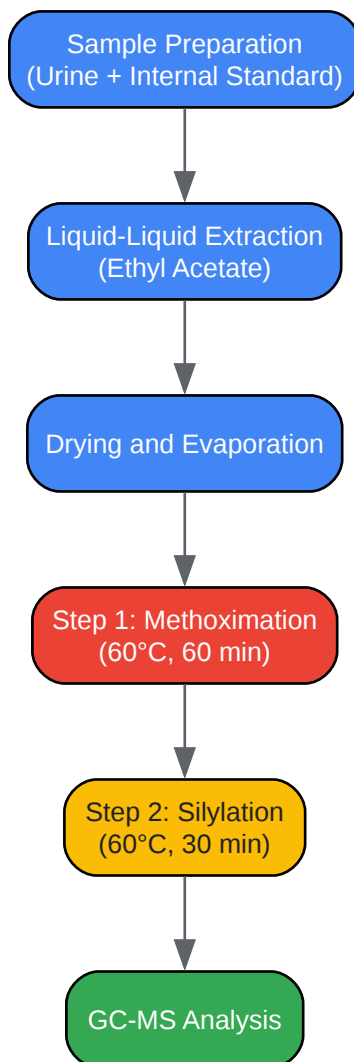 Sample Preparation
(Urine + Internal Standard)
Liquid-Liquid Extraction
(Ethyl Acetate)
Drying and Evaporation
Step 1: Methoximation
(60°C, 60 min)
Step 2: Silylation
(60°C, 30 min)
GC-MS Analysis